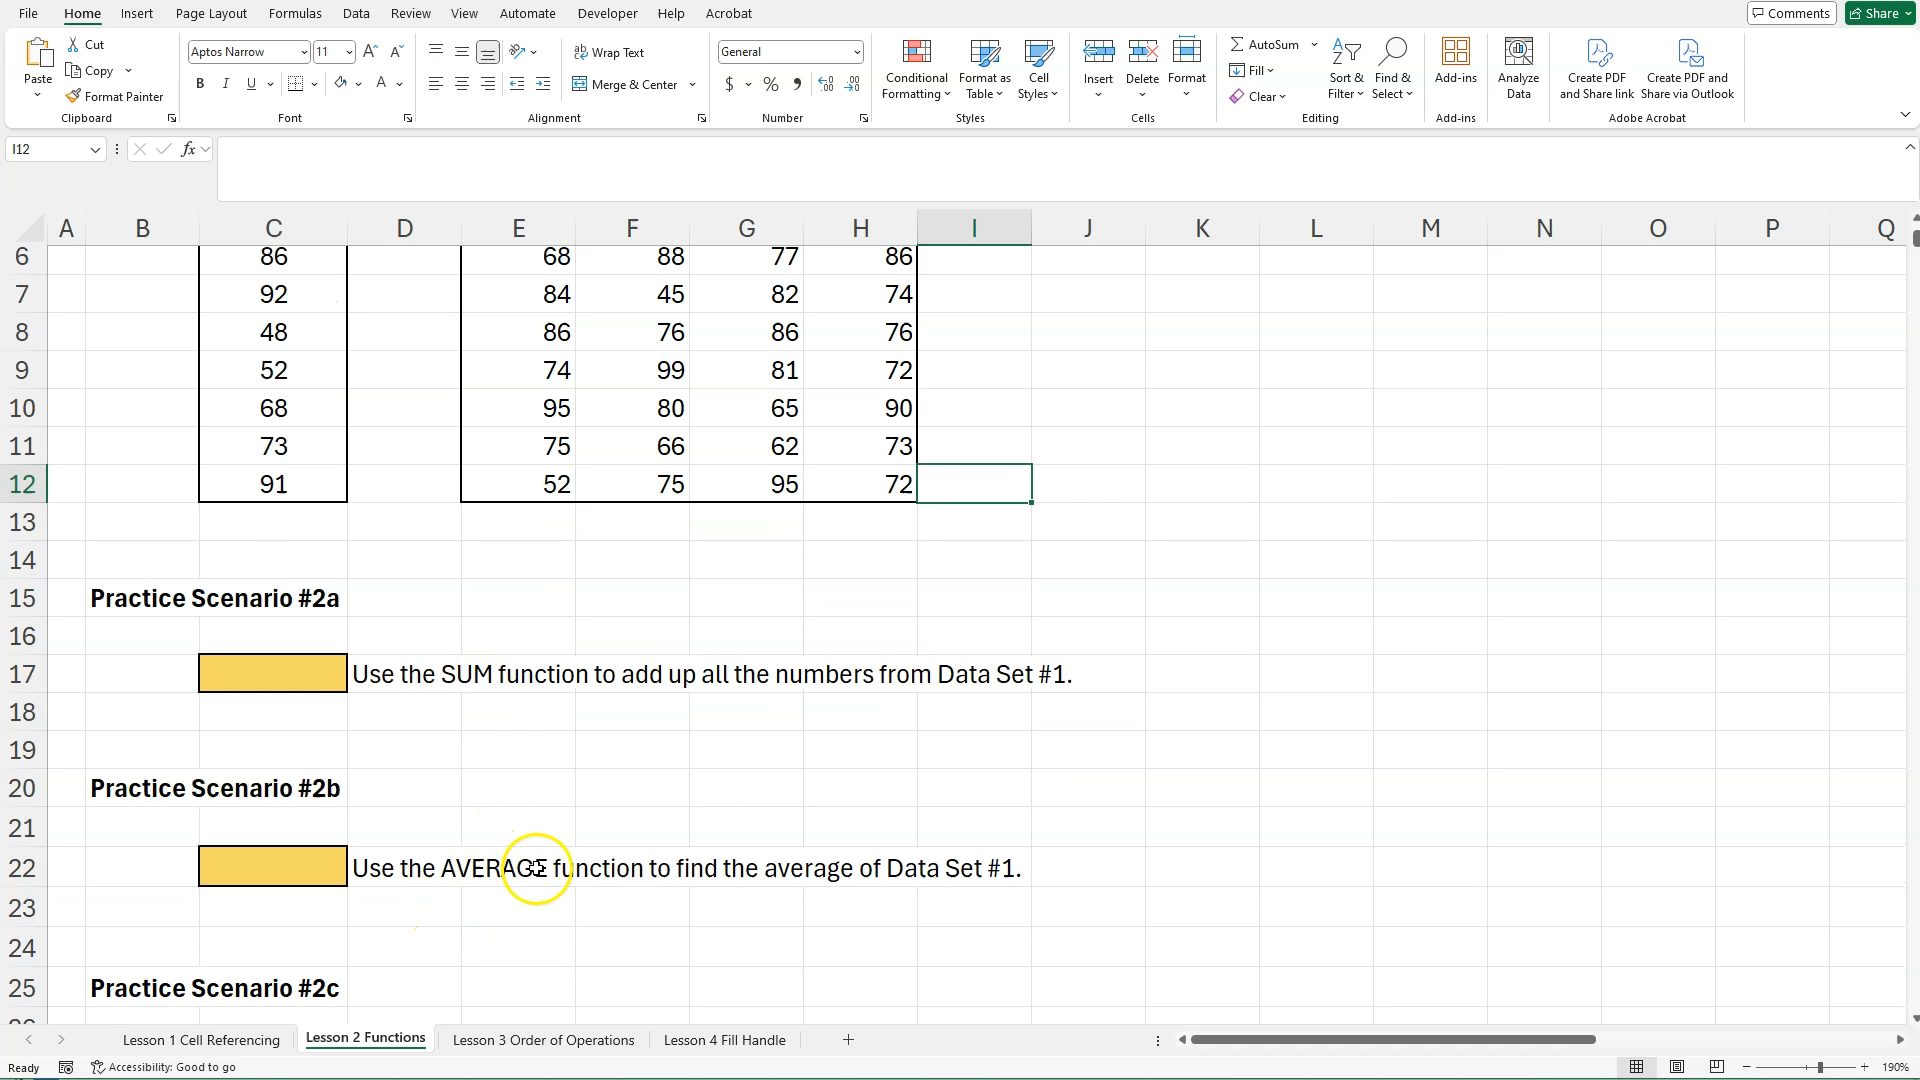 File Home Insert Page Layout Formulas Data Review View Automate Developer Help Acrobat Comments Share
Paste Cut Copy Format Painter Clipboard
Aptos Narrow 11 B I U A Font
Wrap Text Merge & Center Alignment
General $ % Number
Conditional Formatting Format as Table Cell Styles Styles
Insert Delete Format Cells
AutoSum Fill Clear Sort & Filter Find & Select Editing
Add-ins Add-ins
Analyze Data
Create PDF and Share link Create PDF and Share via Outlook Adobe Acrobat
I12 fx
A B C D E F G H I J K L M N O P Q
6 86 68 88 77 86
7 92 84 45 82 74
8 48 86 76 86 76
9 52 74 99 81 72
10 68 95 80 65 90
11 73 75 66 62 73
12 91 52 75 95 72
13
14
15 Practice Scenario #2a
16
17 Use the SUM function to add up all the numbers from Data Set #1.
18
19
20 Practice Scenario #2b
21
22 Use the AVERAGE function to find the average of Data Set #1.
23
24
25 Practice Scenario #2c
Lesson 1 Cell Referencing Lesson 2 Functions Lesson 3 Order of Operations Lesson 4 Fill Handle
Ready Accessibility: Good to go 190%